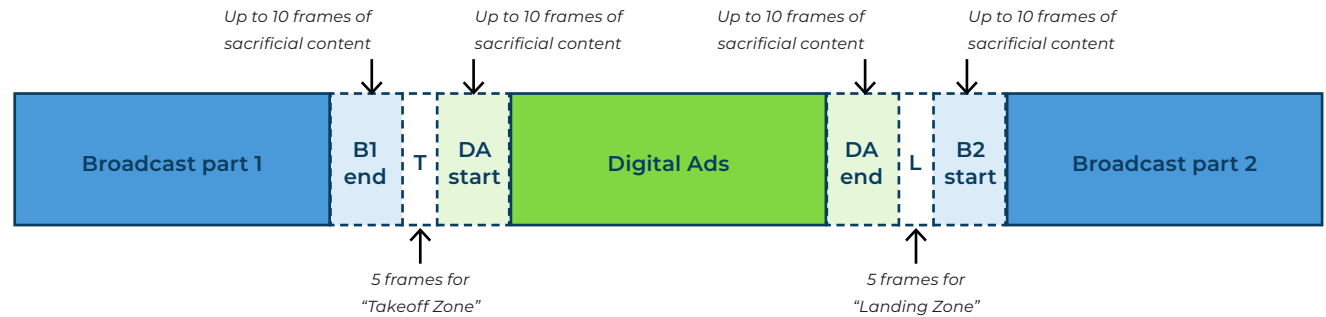 Up to 10 frames of
sacrificial content
Up to 10 frames of
sacrificial content
Up to 10 frames of
sacrificial content
Up to 10 frames of
sacrificial content
Broadcast part 1
B1
end
T
DA
start
Digital Ads
DA
end
L
B2
start
Broadcast part 2
5 frames for
“Takeoff Zone”
5 frames for
“Landing Zone”